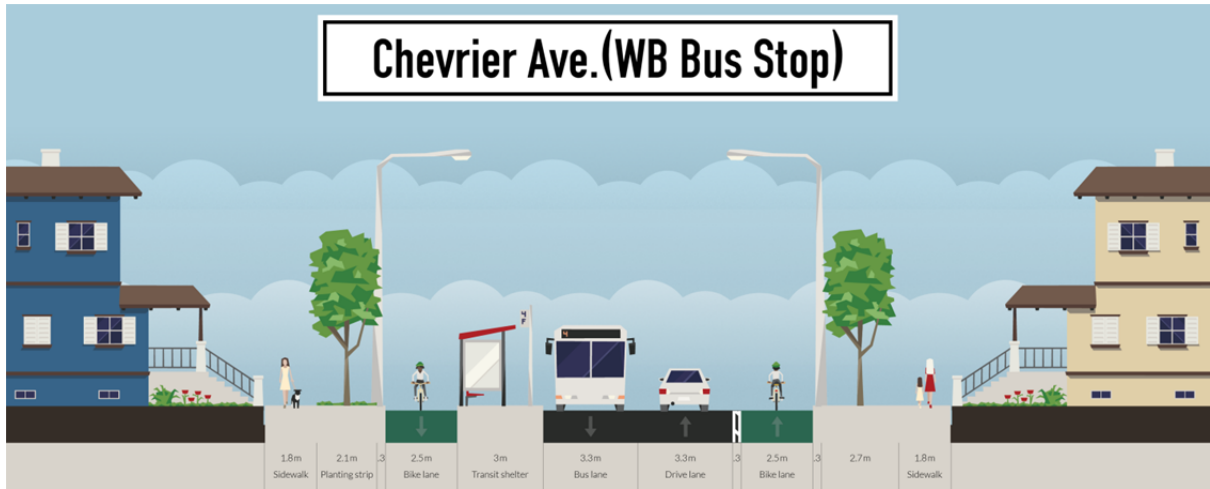 Chevrier Ave.(WB Bus Stop)
4
F
4
1.8m 2.1m .3 2.5m 3m 3.3m 3.3m .3 2.5m .3 2.7m 1.8m
Sidewalk Planting strip Bike lane Transit shelter Bus lane Drive lane Bike lane Sidewalk